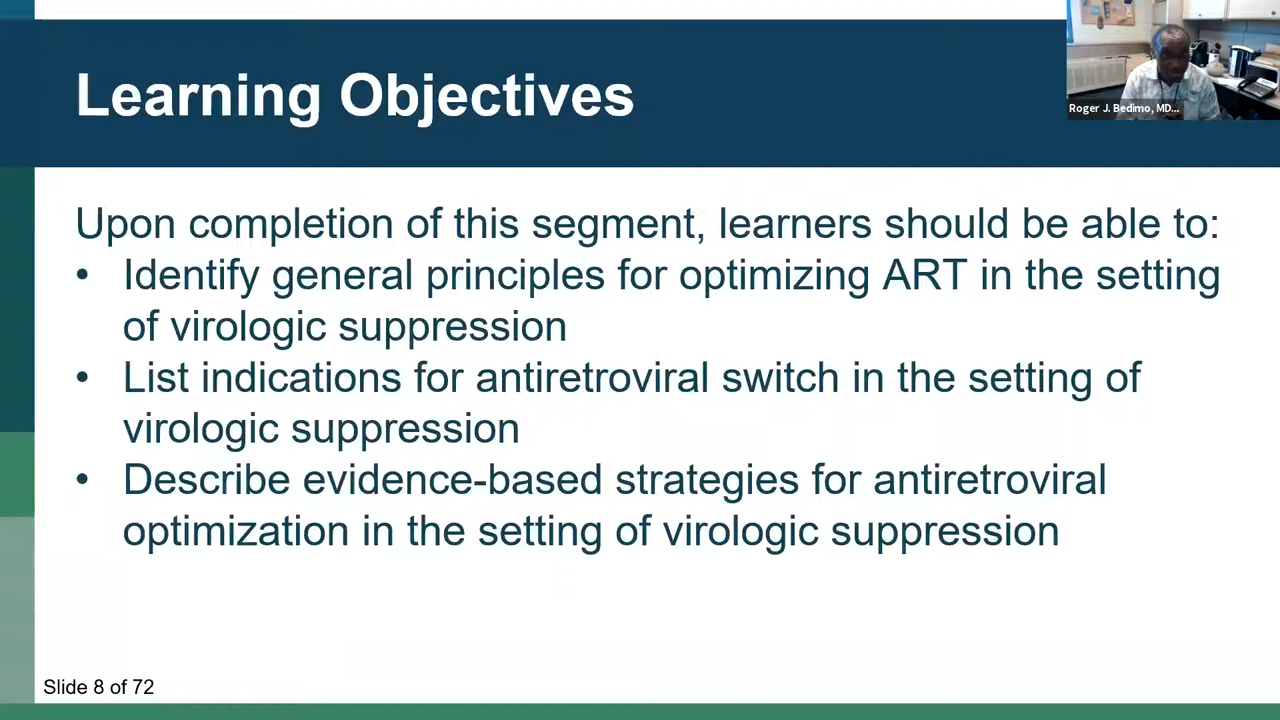 Learning Objectives
Roger J. Bedimo, MD...
Upon completion of this segment, learners should be able to:
• Identify general principles for optimizing ART in the setting
of virologic suppression
• List indications for antiretroviral switch in the setting of
virologic suppression
• Describe evidence-based strategies for antiretroviral
optimization in the setting of virologic suppression
Slide 8 of 72